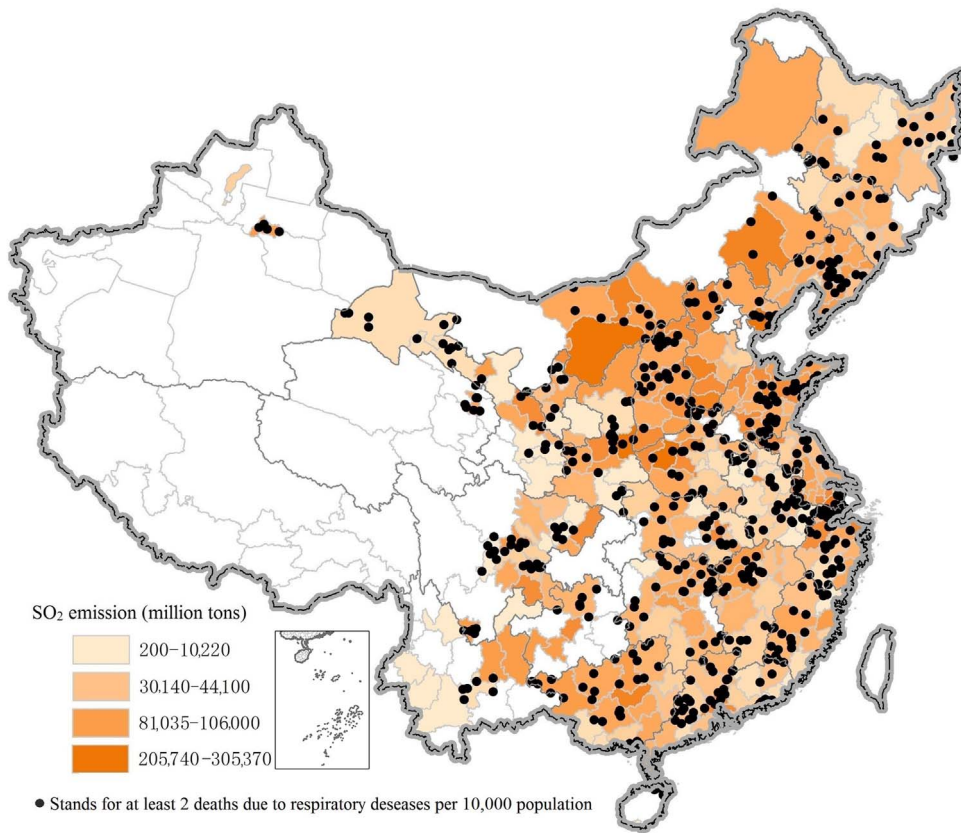 SO₂ emission (million tons)
200-10,220
30,140-44,100
81,035-106,000
205,740-305,370
● Stands for at least 2 deaths due to respiratory deseases per 10,000 population